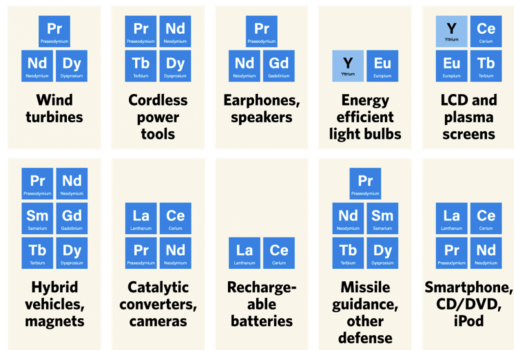 Pr
Praseodymium
Nd Dy
Neodymium Dysprosium
Wind
turbines
Pr Nd
Praseodymium Neodymium
Tb Dy
Terbium Dysprosium
Cordless
power
tools
Pr
Praseodymium
Nd Gd
Neodymium Gadolinium
Earphones,
speakers
Y Eu
Yttrium Europium
Energy
efficient
light bulbs
Y Ce
Yttrium Cerium
Eu Tb
Europium Terbium
LCD and
plasma
screens
Pr Nd
Praseodymium Neodymium
Sm Gd
Samarium Gadolinium
Tb Dy
Terbium Dysprosium
Hybrid
vehicles,
magnets
La Ce
Lanthanum Cerium
Pr Nd
Praseodymium Neodymium
Catalytic
converters,
cameras
La Ce
Lanthanum Cerium
Recharge-
able
batteries
Pr
Praseodymium
Nd Sm
Neodymium Samarium
Tb Dy
Terbium Dysprosium
Missile
guidance,
other
defense
La Ce
Lanthanum Cerium
Pr Nd
Praseodymium Neodymium
Smartphone,
CD/DVD,
iPod